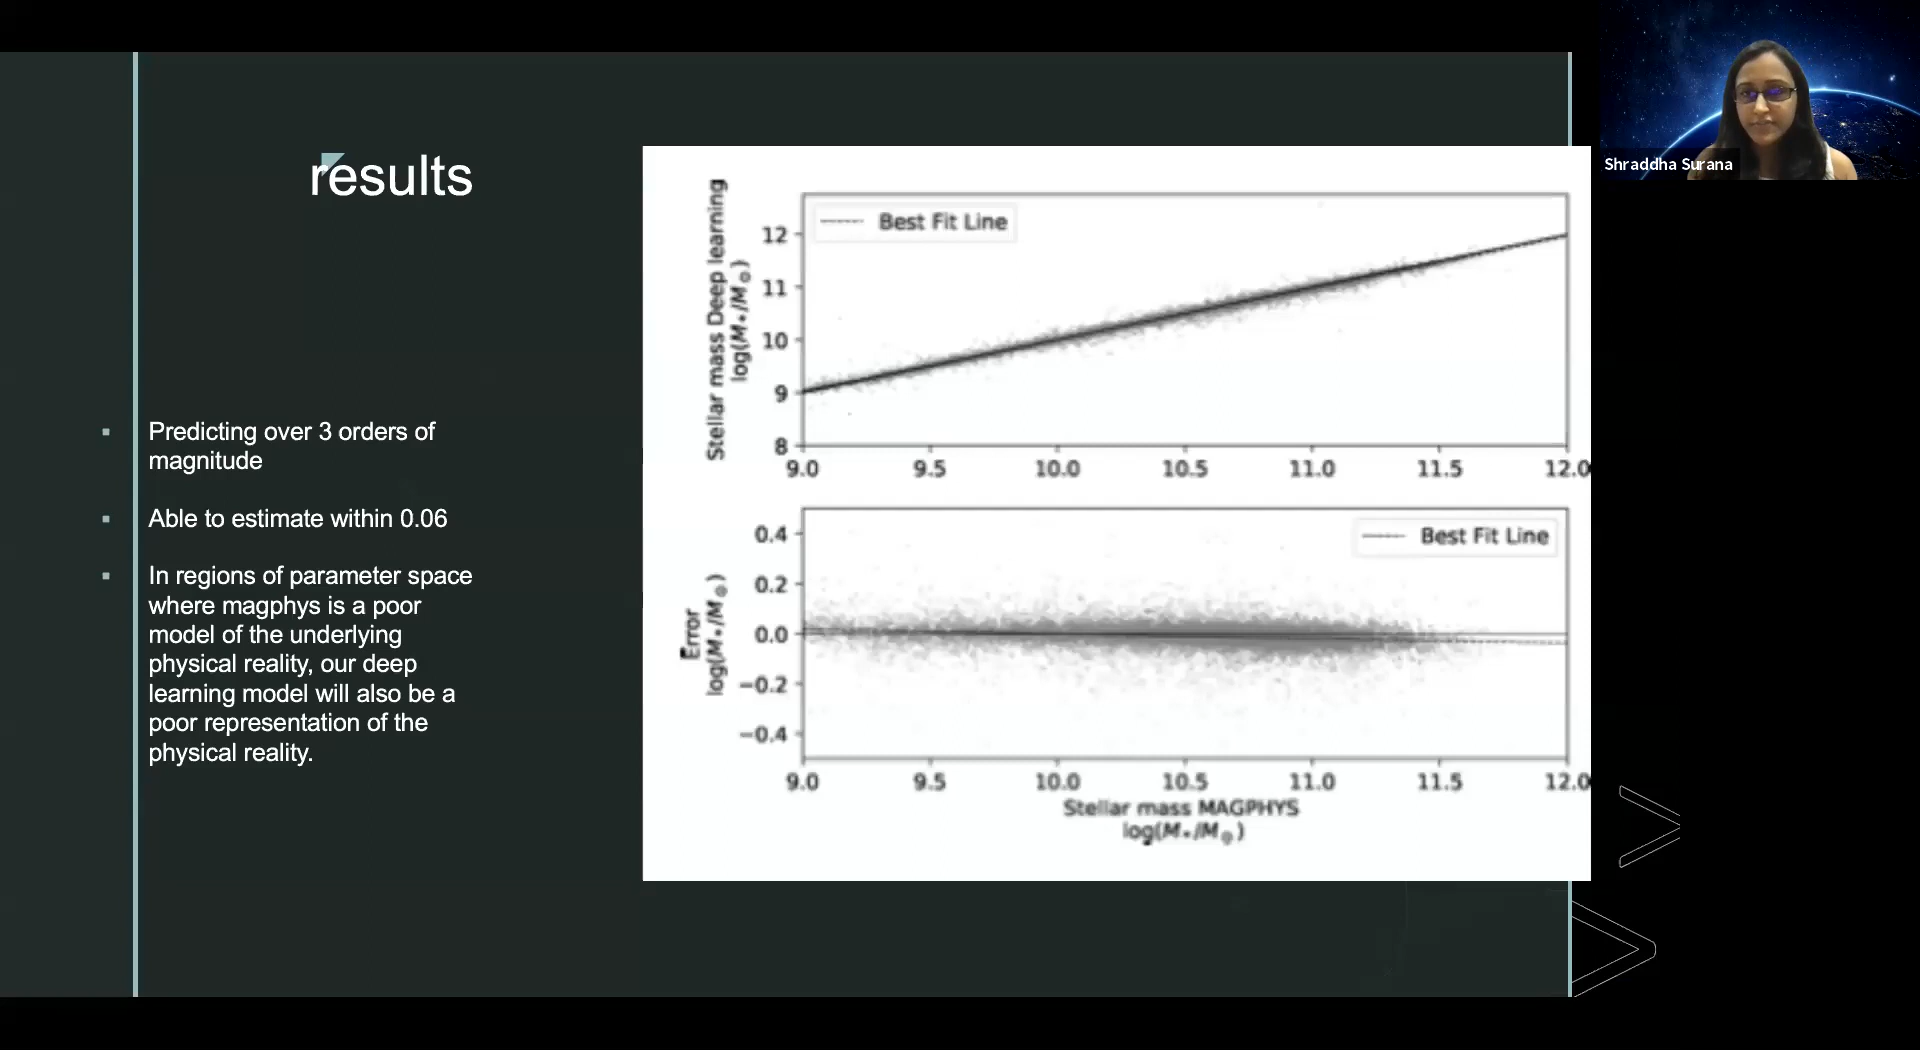 results
Predicting over 3 orders of
magnitude
Able to estimate within 0.06
In regions of parameter space
where magphys is a poor
model of the underlying
physical reality, our deep
learning model will also be a
poor representation of the
physical reality.
Stellar mass Deep learning
log(M⋆/M⊙)
Best Fit Line
12
11
10
9
8
9.0 9.5 10.0 10.5 11.0 11.5 12.0
Error
log(M⋆/M⊙)
Best Fit Line
0.4
0.2
0.0
−0.2
−0.4
9.0 9.5 10.0 10.5 11.0 11.5 12.0
Stellar mass MAGPHYS
log(M⋆/M⊙)
Shraddha Surana